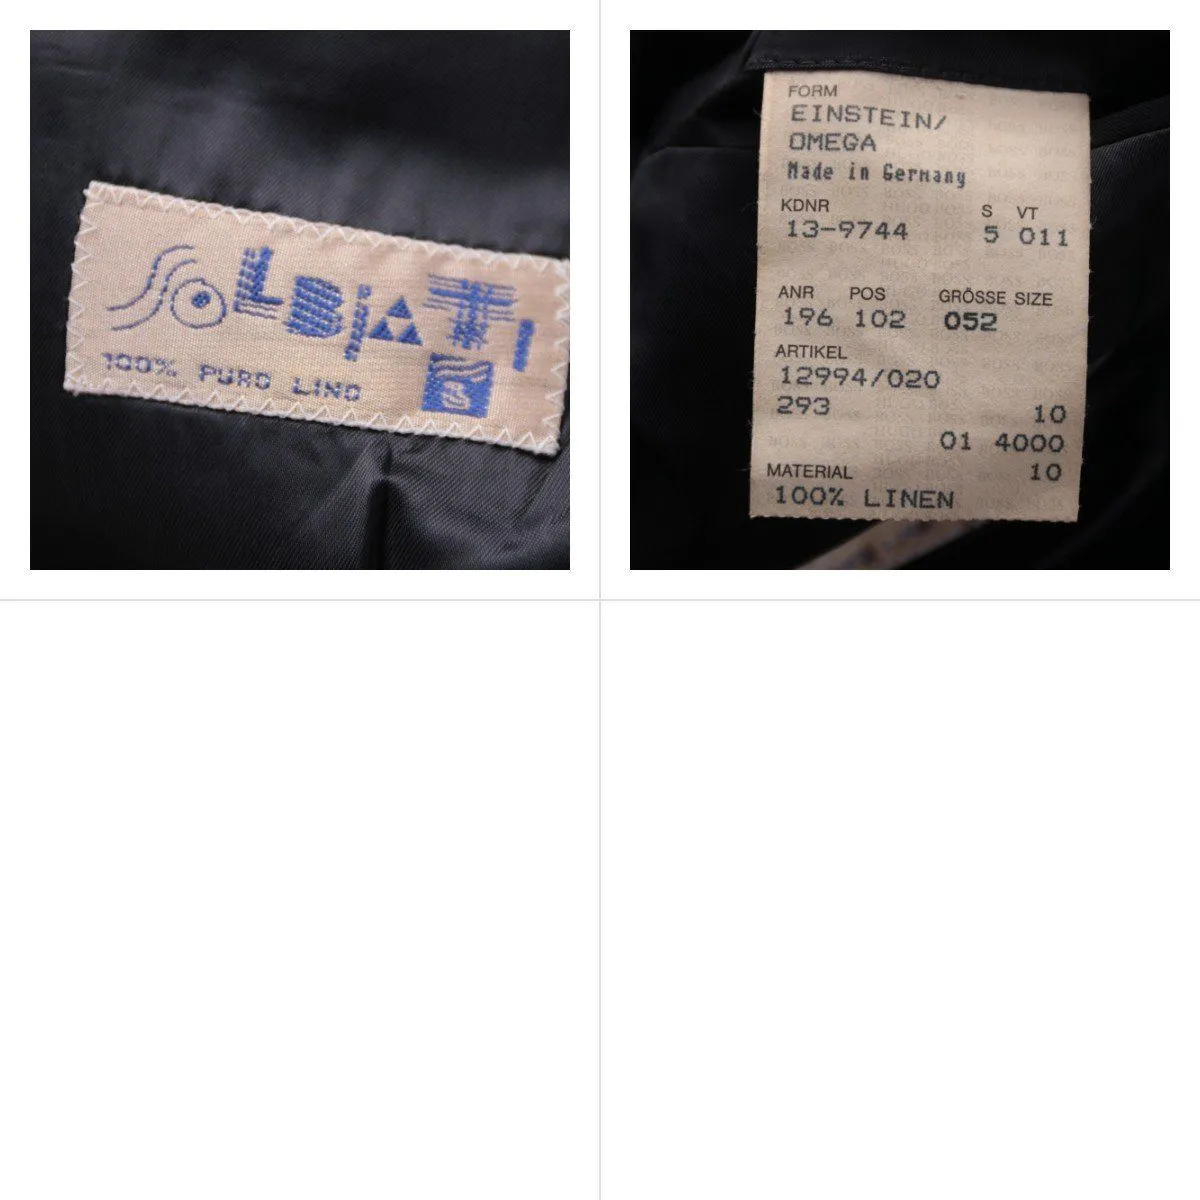 SOLBIATI
100% PURO LINO
FORM
EINSTEIN/
OMEGA
Made in Germany
KDNR S VT
13-9744 5 011
ANR POS GRÖSSE SIZE
196 102 052
ARTIKEL
12994/020
293 10
01 4000
MATERIAL 10
100% LINEN